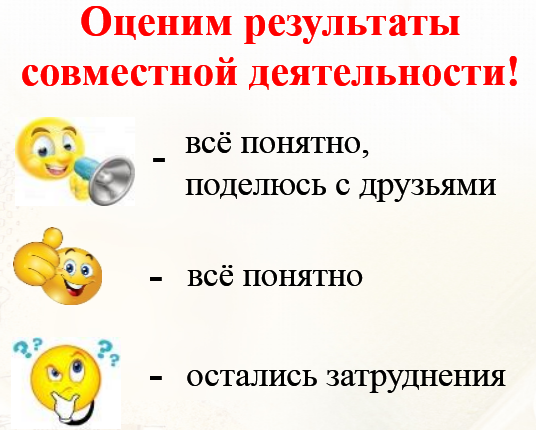 Оценим результаты
совместной деятельности!
- всё понятно,
поделюсь с друзьями
- всё понятно
- остались затруднения